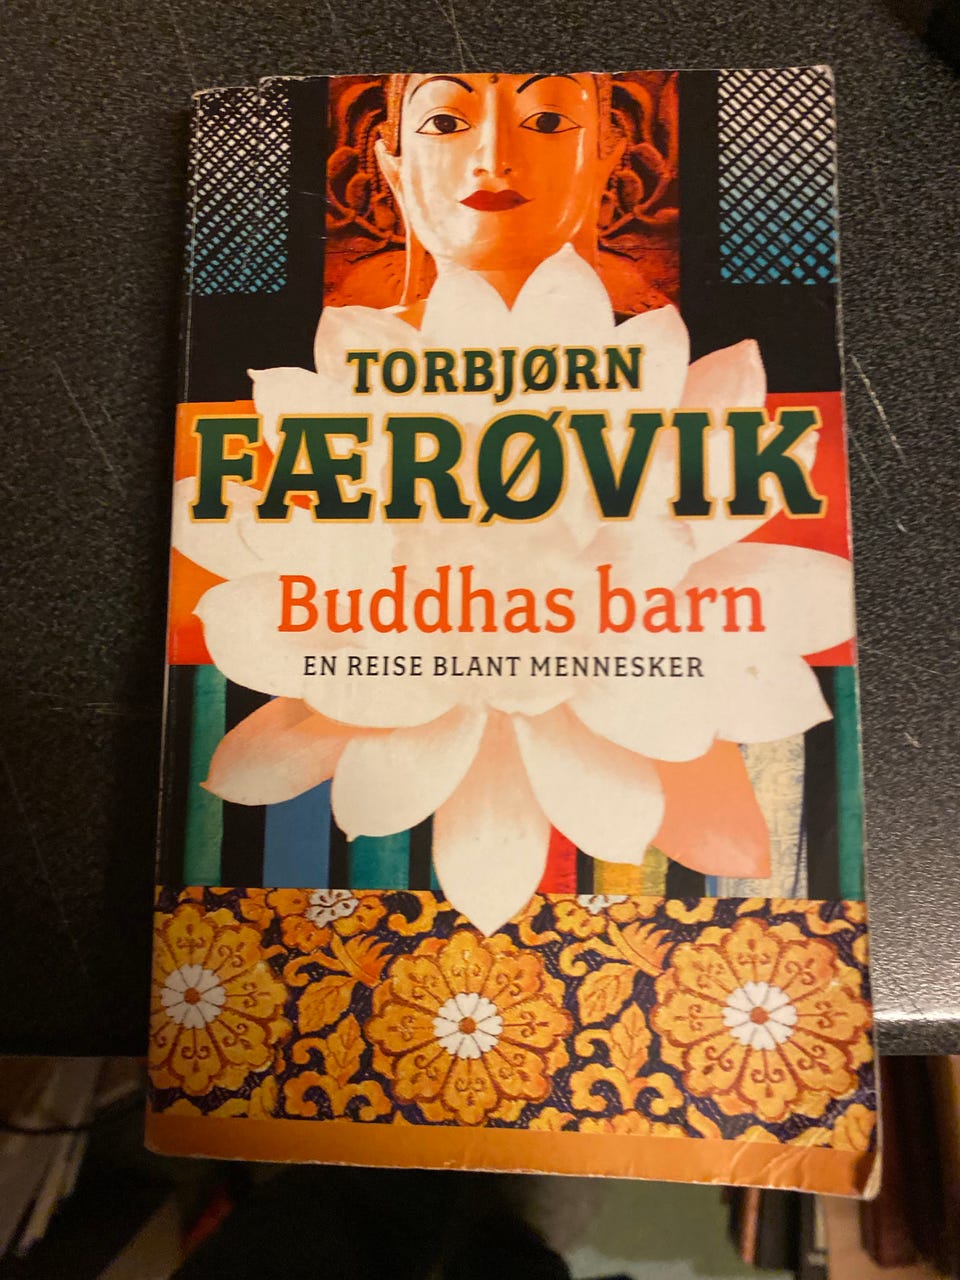 TORBJØRN
FÆRØVIK
Buddhas barn
EN REISE BLANT MENNESKER